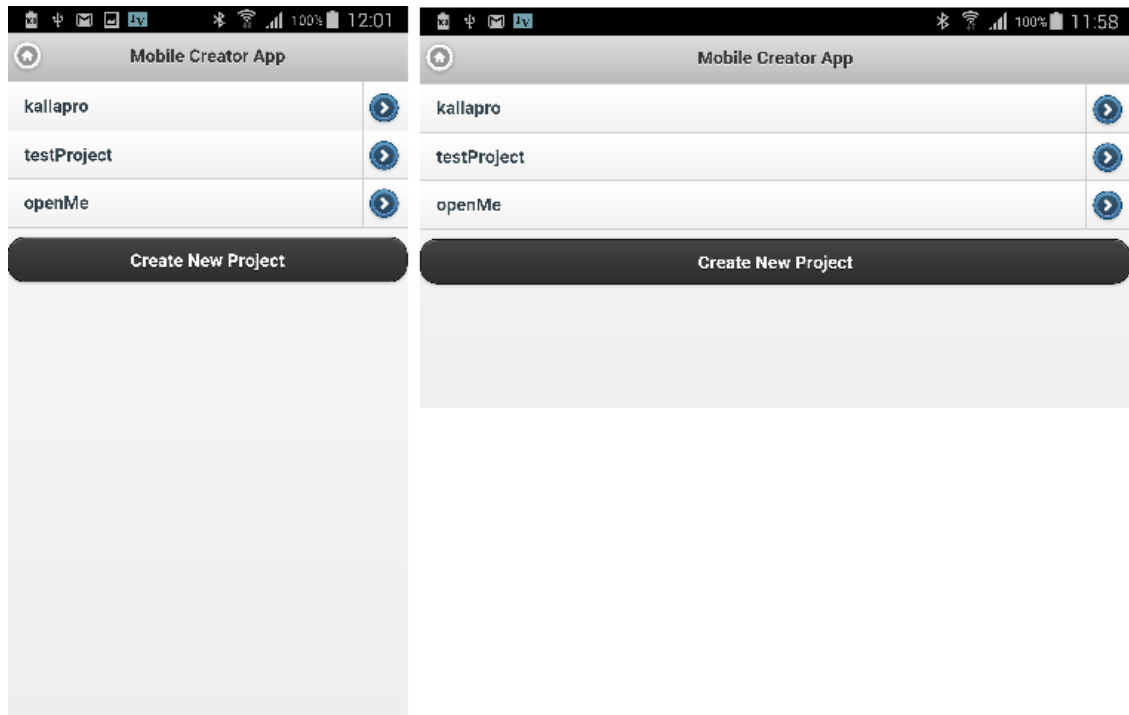 100% 12:01
Mobile Creator App
kallapro
testProject
openMe
Create New Project
100% 11:58
Mobile Creator App
kallapro
testProject
openMe
Create New Project